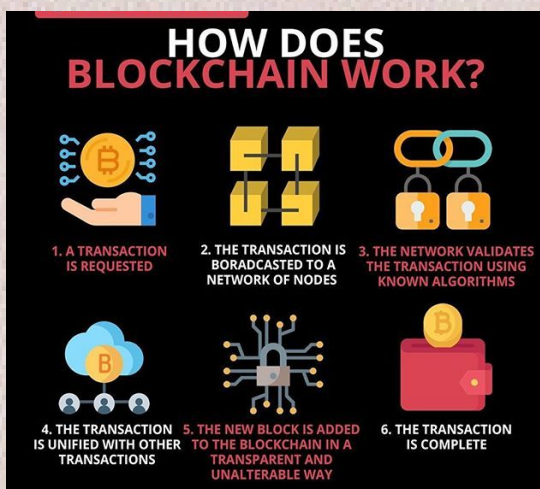 HOW DOES
BLOCKCHAIN WORK?
1. A TRANSACTION
IS REQUESTED
2. THE TRANSACTION IS
BORADCASTED TO A
NETWORK OF NODES
3. THE NETWORK VALIDATES
THE TRANSACTION USING
KNOWN ALGORITHMS
4. THE TRANSACTION
IS UNIFIED WITH OTHER
TRANSACTIONS
5. THE NEW BLOCK IS ADDED
TO THE BLOCKCHAIN IN A
TRANSPARENT AND
UNALTERABLE WAY
6. THE TRANSACTION
IS COMPLETE